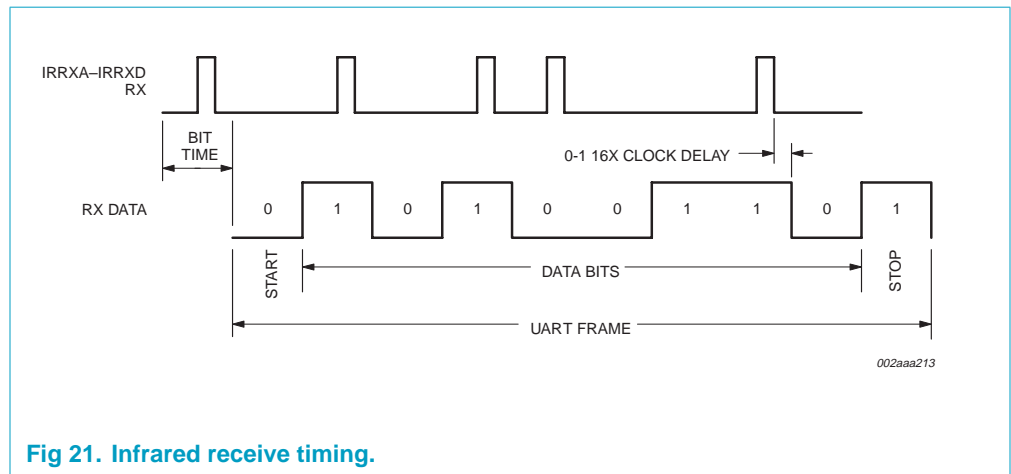 IRRXA–IRRXD
RX
BIT
TIME
0-1 16X CLOCK DELAY
RX DATA
0 1 0 1 0 0 1 1 0 1
START
DATA BITS
STOP
UART FRAME
002aaa213
Fig 21. Infrared receive timing.